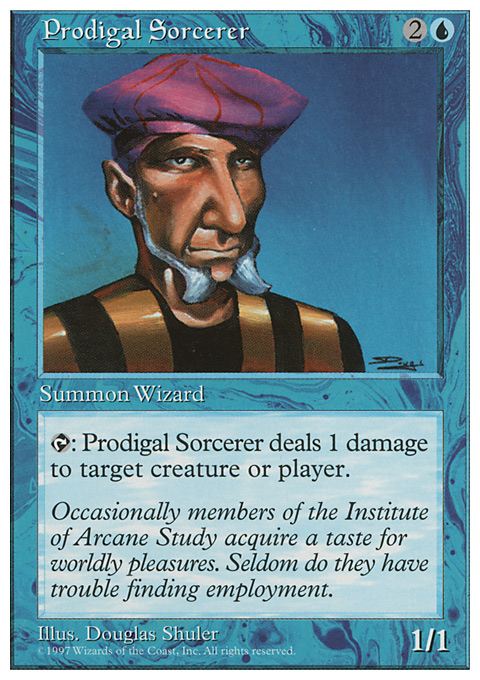 Prodigal Sorcerer 2
Summon Wizard
: Prodigal Sorcerer deals 1 damage
to target creature or player.
Occasionally members of the Institute
of Arcane Study acquire a taste for
worldly pleasures. Seldom do they have
trouble finding employment.
Illus. Douglas Shuler
©1997 Wizards of the Coast, Inc. All rights reserved.
1/1